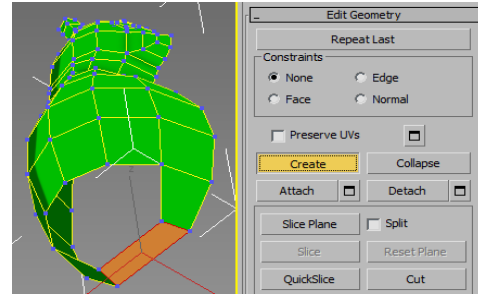 - Edit Geometry
Repeat Last
Constraints
None Edge
Face Normal
Preserve UVs
Create Collapse
Attach Detach
Slice Plane Split
Slice Reset Plane
QuickSlice Cut